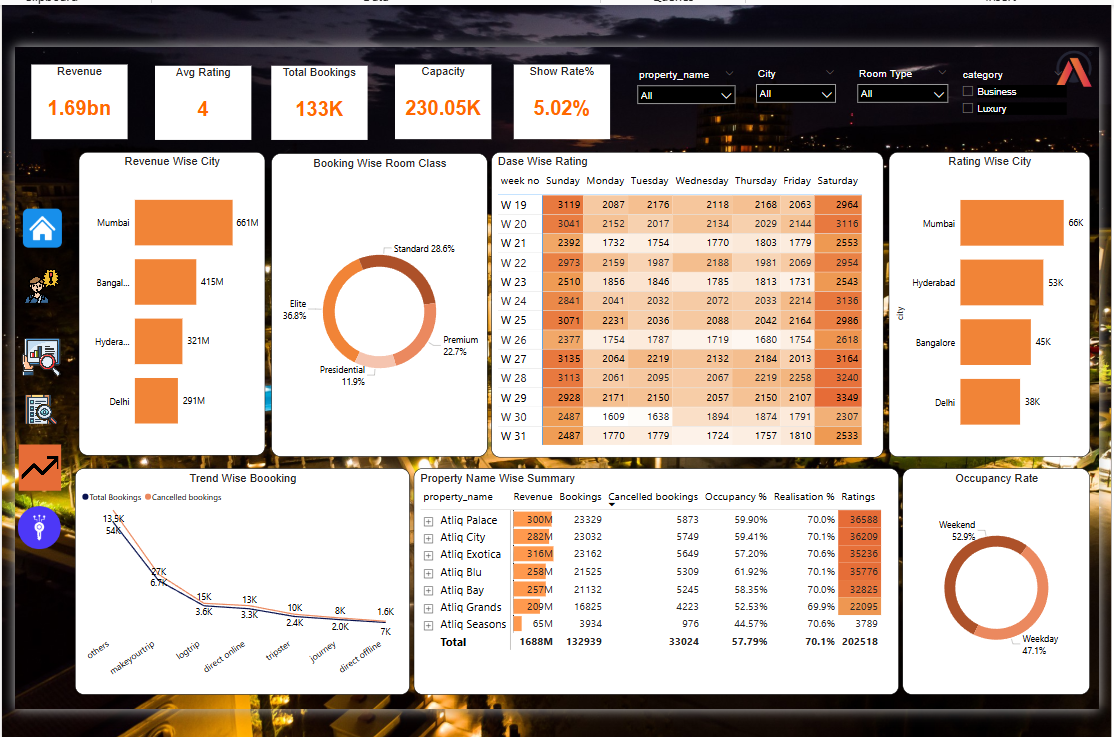 Clipboard Data Queries Insert
Revenue
1.69bn
Avg Rating
4
Total Bookings
133K
Capacity
230.05K
Show Rate%
5.02%
property_name
All
City
All
Room Type
All
category
Business
Luxury
Revenue Wise City
Mumbai 661M
Bangal... 415M
Hydera... 321M
Delhi 291M
Booking Wise Room Class
Standard 28.6%
Elite
36.8%
Premium
22.7%
Presidential
11.9%
Dase Wise Rating
week no Sunday Monday Tuesday Wednesday Thursday Friday Saturday
W 19 3119 2087 2176 2118 2168 2063 2964
W 20 3041 2152 2017 2134 2029 2144 3116
W 21 2392 1732 1754 1770 1803 1779 2553
W 22 2973 2159 1987 2188 1981 2069 2954
W 23 2510 1856 1846 1785 1813 1731 2543
W 24 2841 2041 2032 2072 2033 2214 3136
W 25 3071 2231 2036 2088 2042 2164 2986
W 26 2377 1754 1787 1719 1680 1754 2618
W 27 3135 2064 2219 2132 2184 2013 3164
W 28 3113 2061 2095 2067 2219 2258 3240
W 29 2928 2171 2150 2057 2150 2107 3349
W 30 2487 1609 1638 1894 1874 1791 2307
W 31 2487 1770 1779 1724 1757 1810 2533
Rating Wise City
city
Mumbai 66K
Hyderabad 53K
Bangalore 45K
Delhi 38K
Trend Wise Boooking
Total Bookings Cancelled bookings
13.5K
54K
27K
6.7K
15K
3.6K
13K
3.3K
10K
2.4K
8K
2.0K
1.6K
7K
others makeyourtrip logtrip direct online tripster journey direct offline
Property Name Wise Summary
property_name Revenue Bookings Cancelled bookings Occupancy % Realisation % Ratings
Atliq Palace 300M 23329 5873 59.90% 70.0% 36588
Atliq City 282M 23032 5749 59.41% 70.1% 36209
Atliq Exotica 316M 23162 5649 57.20% 70.6% 35236
Atliq Blu 258M 21525 5309 61.92% 70.1% 35776
Atliq Bay 257M 21132 5245 58.35% 70.0% 32825
Atliq Grands 209M 16825 4223 52.53% 69.9% 22095
Atliq Seasons 65M 3934 976 44.57% 70.6% 3789
Total 1688M 132939 33024 57.79% 70.1% 202518
Occupancy Rate
Weekend
52.9%
Weekday
47.1%